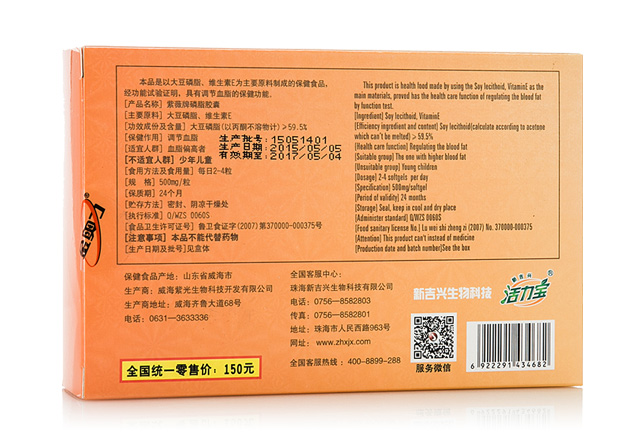 本品是以大豆磷脂、维生素E为主要原料制成的保健食品,
经功能试验证明，具有调节血脂的保健功能。
[产品名称] 紫薇牌磷脂胶囊
[主要原料] 大豆磷脂、维生素E
[功效成份及含量] 大豆磷脂(以丙酮不溶物计) ≥59.5%
[保健作用] 调节血脂
[适宜人群] 血脂偏高者
[不适宜人群] 少年儿童
[食用方法及食用量] 每日2-4粒
[规 格] 500mg/粒
[保质期] 24个月
[贮存方法] 密封、阴凉干燥处
[执行标准] Q/WZS 0060S
[食品卫生许可证号] 鲁卫食证字(2007)第370000-000375号
[注意事项] 本品不能代替药物
[生产日期及批号]见盒体
生产批号: 15051401
生产日期: 2015/05/05
有效期至: 2017/05/04
This product is health food made by using the Soy lecitheid, VitaminE as the
main materials, proved has the health care function of regulating the blood fat
by function test.
[Ingredient] Soy lecitheid, VitaminE
[Efficiency ingredient and content] Soy lecitheid(calculate according to acetone
which can't be melted) ≥ 59.5%
[Health care function] Regulating the blood fat
[Suitable group] The one with higher blood fat
[Unsuitable group] Young children
[Dosage] 2-4 softgels per day
[Specification] 500mg/softgel
[Period of validity] 24 months
[Storage] Seal, keep in cool and dry place
[Administer standard] Q/WZS 0060S
[Food sanitary license No.] Lu wei shi zheng zi (2007) No. 370000-000375
[Attention] This product can't instead of medicine
[Production date and batch number]See the box
保健食品产地：山东省威海市
生产商：威海紫光生物科技开发有限公司
生产商地址：威海齐鲁大道68号
电话：0631—3633336
全国统一零售价：150元
全国客服中心：
珠海新吉兴生物科技有限公司
电话：0756—8582803
传真：0756—8582801
地址：珠海市人民西路963号
网址：www.zhxjx.com
全国客服热线：400-8899-288
新吉兴生物科技
活力宝
服务微信
6 922291 434682